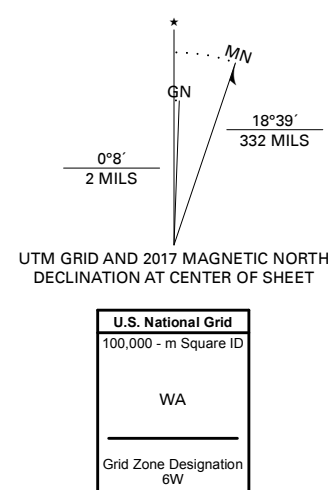 ★
MN
GN
18°39´
332 MILS
0°8´
2 MILS
UTM GRID AND 2017 MAGNETIC NORTH
DECLINATION AT CENTER OF SHEET
U.S. National Grid
100,000 - m Square ID
WA
Grid Zone Designation
6W